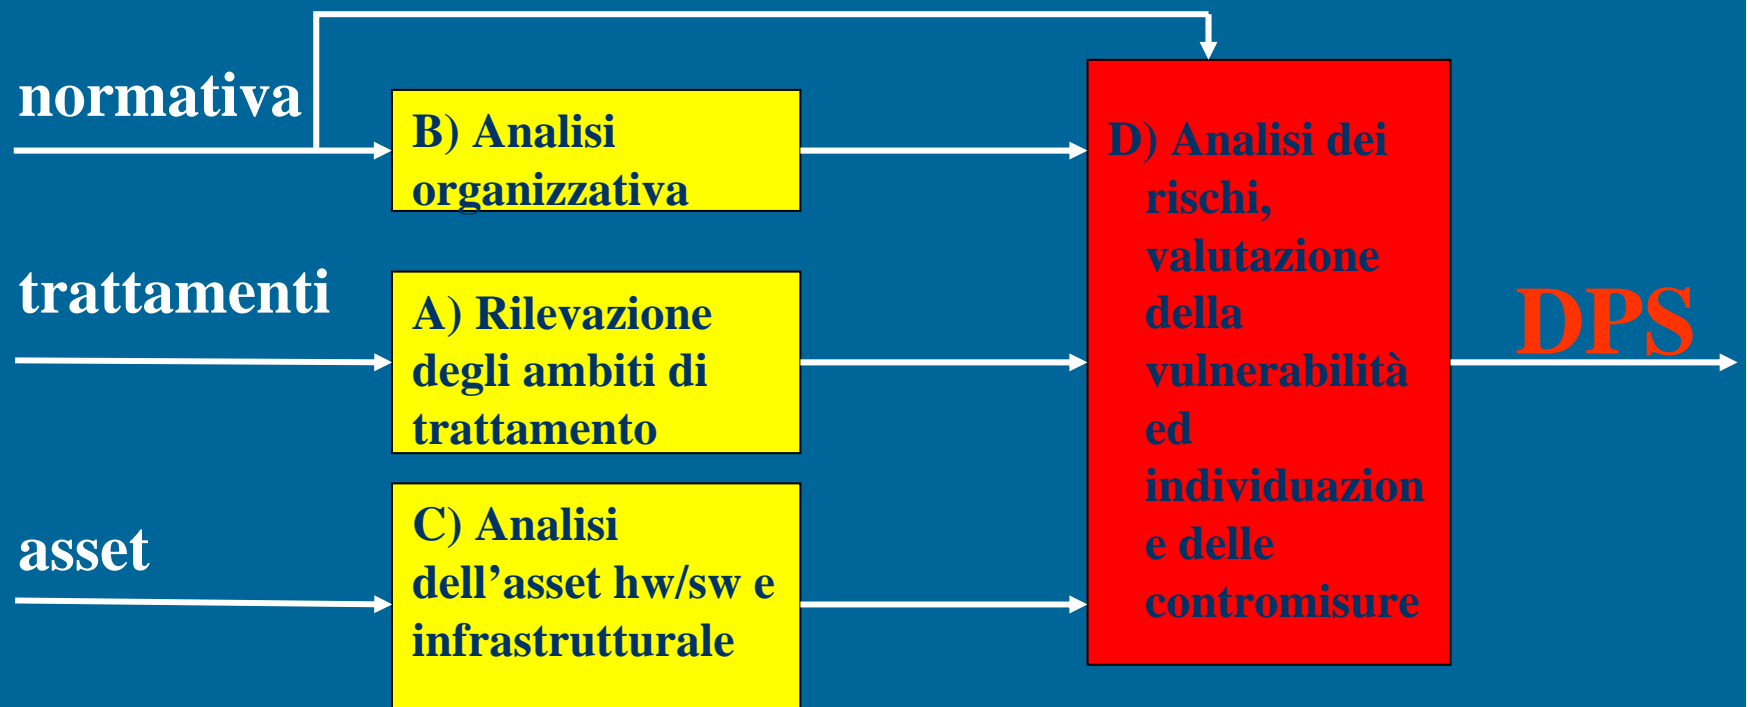 normativa
B) Analisi
organizzativa
trattamenti
A) Rilevazione
degli ambiti di
trattamento
asset
C) Analisi
dell’asset hw/sw e
infrastrutturale
D) Analisi dei
rischi,
valutazione
della
vulnerabilità
ed
individuazion
e delle
contromisure
DPS